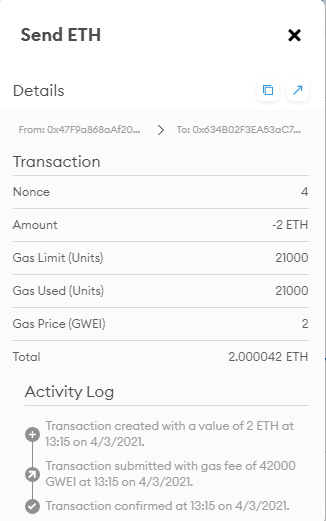 Send ETH
Details
From: 0x47F9a868aAf20... > To: 0x634B02F3EA53aC7...
Transaction
Nonce 4
Amount -2 ETH
Gas Limit (Units) 21000
Gas Used (Units) 21000
Gas Price (GWEI) 2
Total 2.000042 ETH
Activity Log
Transaction created with a value of 2 ETH at
13:15 on 4/3/2021.
Transaction submitted with gas fee of 42000
GWEI at 13:15 on 4/3/2021.
Transaction confirmed at 13:15 on 4/3/2021.